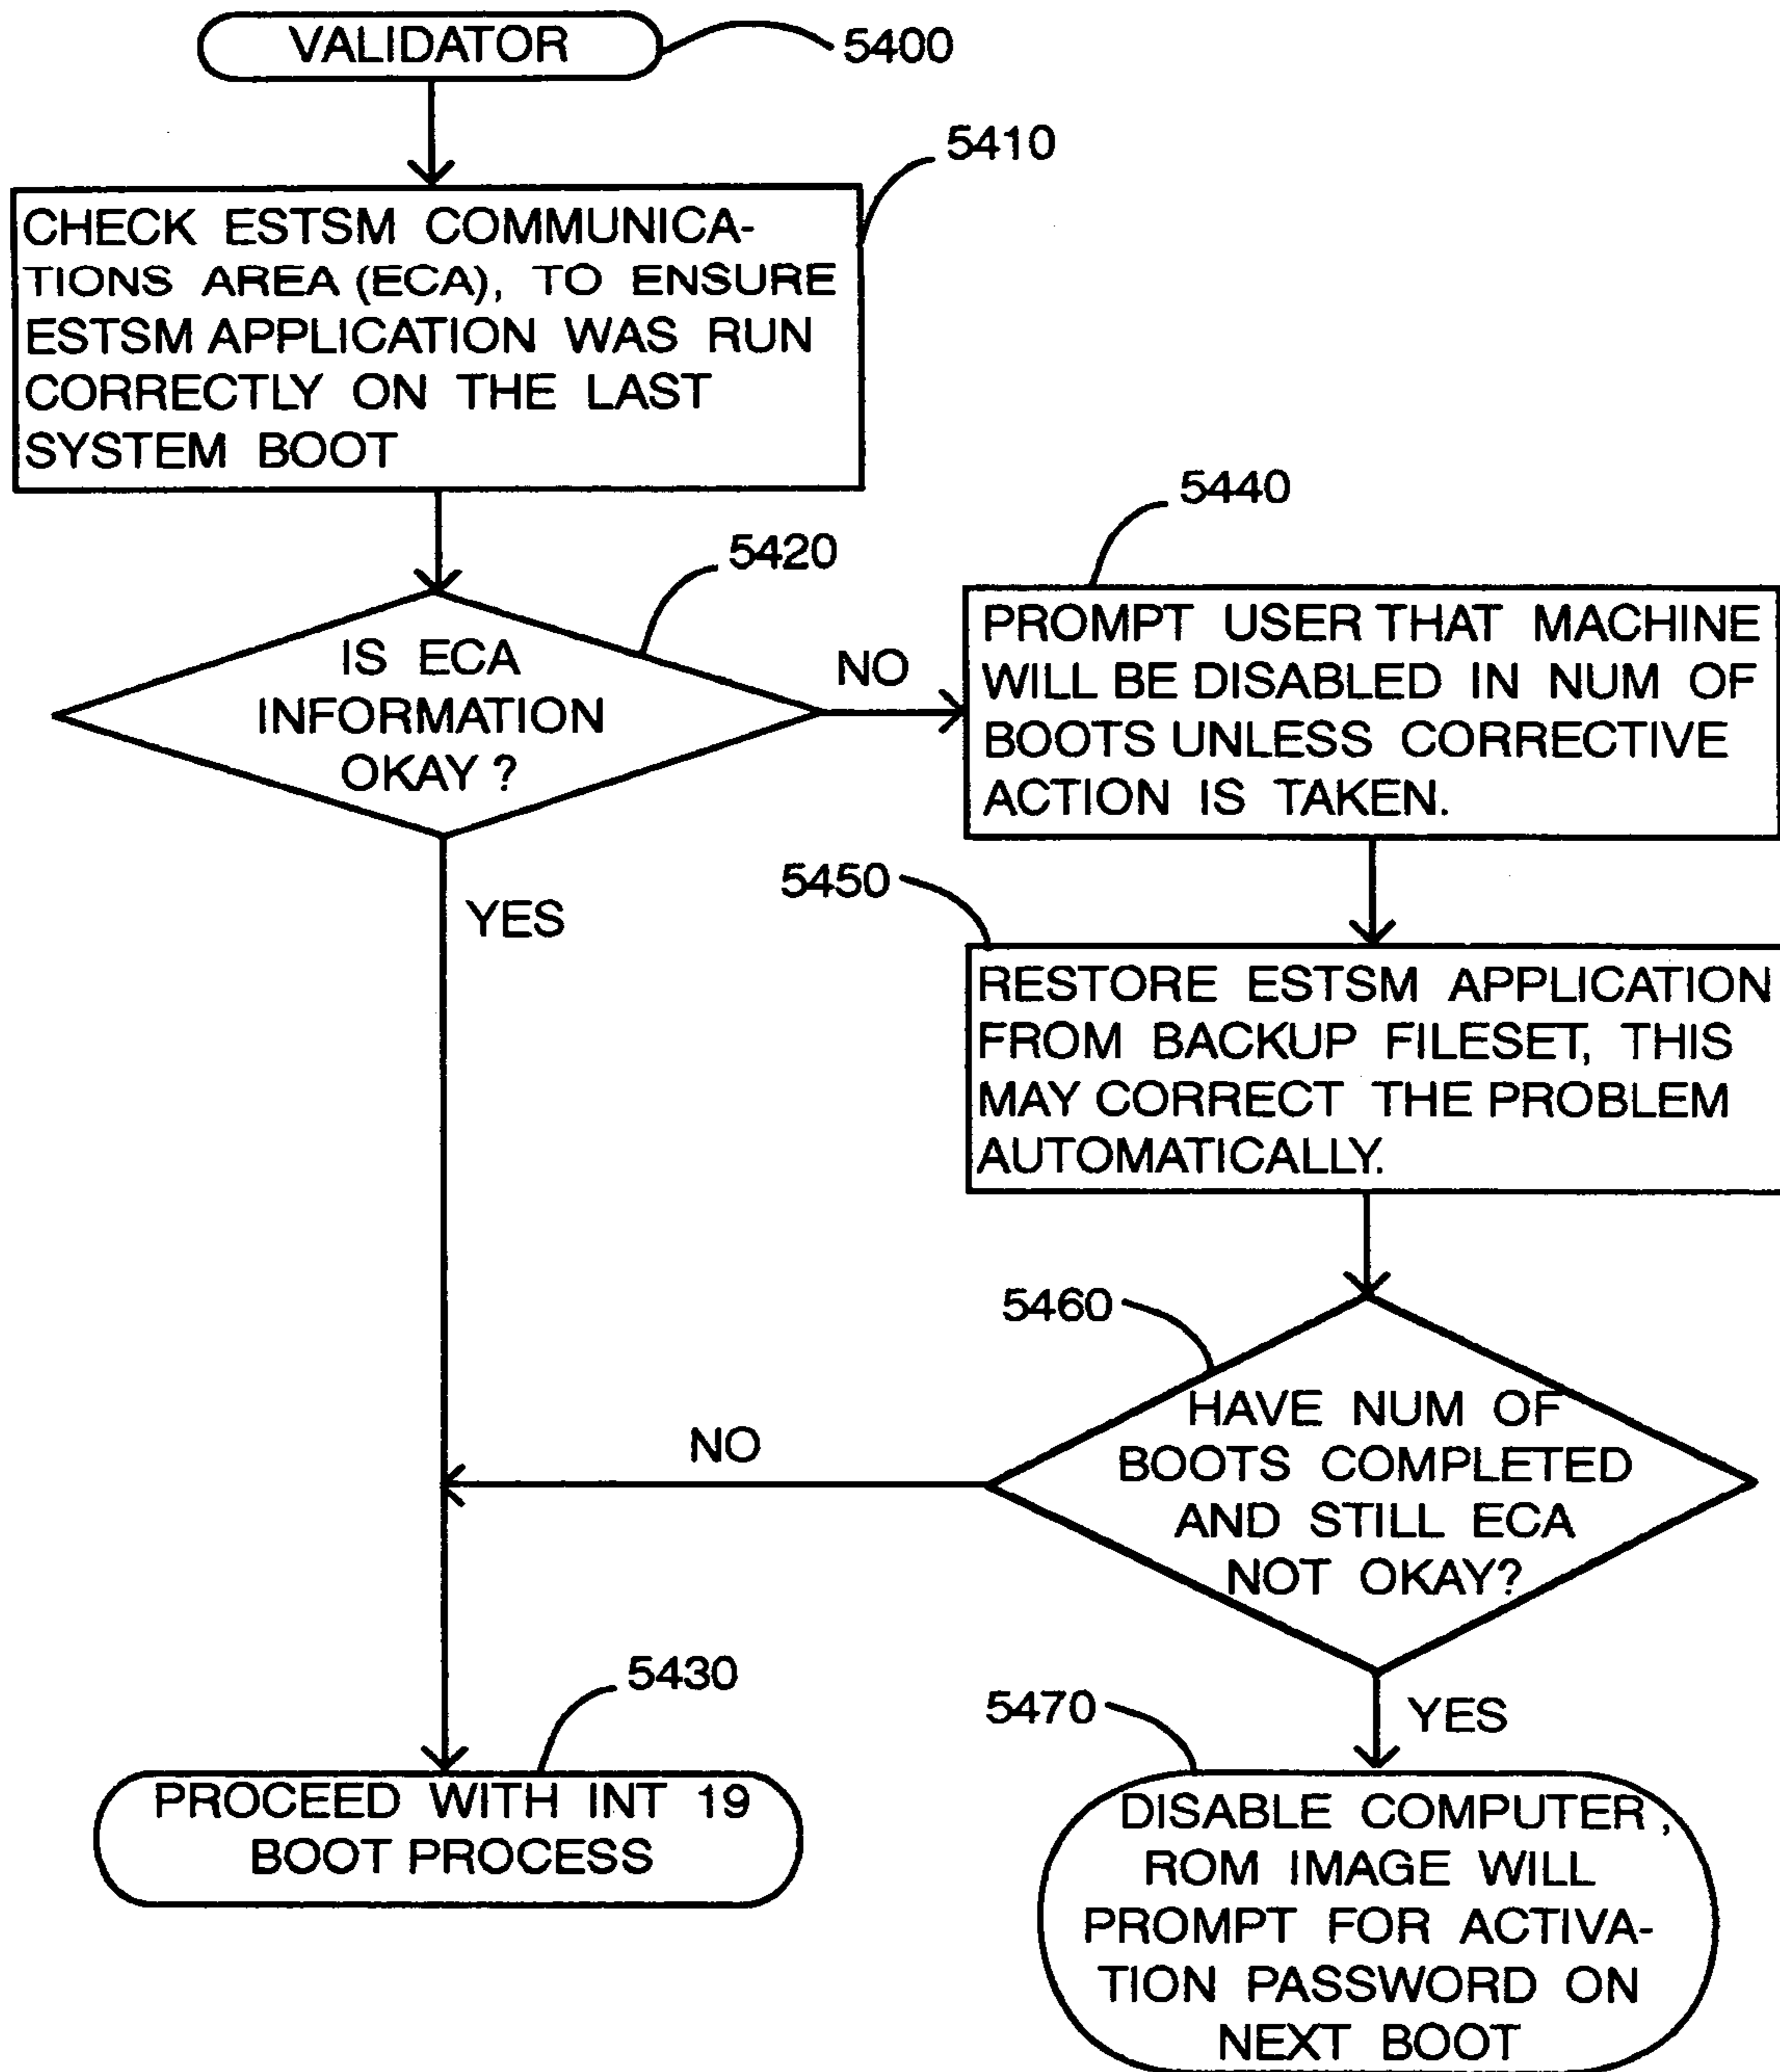 VALIDATOR
5400
5410
CHECK ESTSM COMMUNICA-
TIONS AREA (ECA), TO ENSURE
ESTSM APPLICATION WAS RUN
CORRECTLY ON THE LAST
SYSTEM BOOT
5420
IS ECA
INFORMATION
OKAY ?
NO
YES
5440
PROMPT USER THAT MACHINE
WILL BE DISABLED IN NUM OF
BOOTS UNLESS CORRECTIVE
ACTION IS TAKEN.
5450
RESTORE ESTSM APPLICATION
FROM BACKUP FILESET, THIS
MAY CORRECT THE PROBLEM
AUTOMATICALLY.
5460
HAVE NUM OF
BOOTS COMPLETED
AND STILL ECA
NOT OKAY?
NO
YES
5430
PROCEED WITH INT 19
BOOT PROCESS
5470
DISABLE COMPUTER,
ROM IMAGE WILL
PROMPT FOR ACTIVA-
TION PASSWORD ON
NEXT BOOT